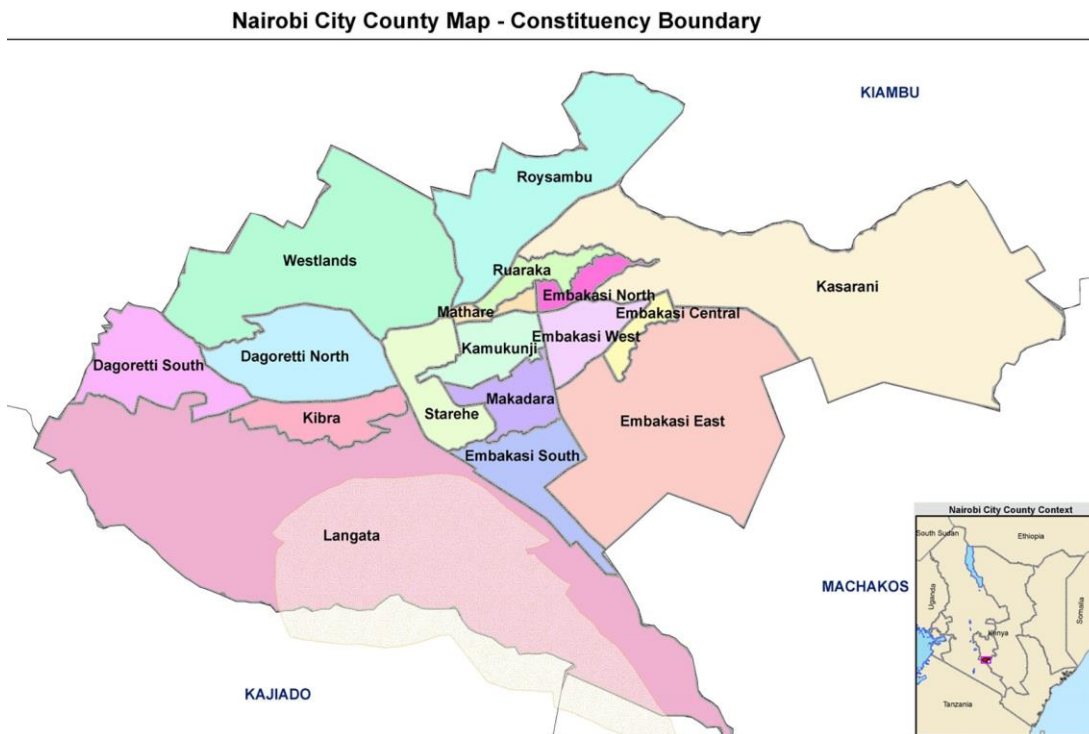 Nairobi City County Map - Constituency Boundary
KIAMBU
Roysambu
Westlands
Ruaraka
Kasarani
Embakasi North
Mathare
Embakasi Central
Embakasi West
Kamukunji
Dagoretti North
Dagoretti South
Makadara
Starehe
Kibra
Embakasi East
Embakasi South
Langata
MACHAKOS
KAJIADO
Nairobi City County Context
South Sudan
Ethiopia
Uganda
Somalia
Kenya
Tanzania